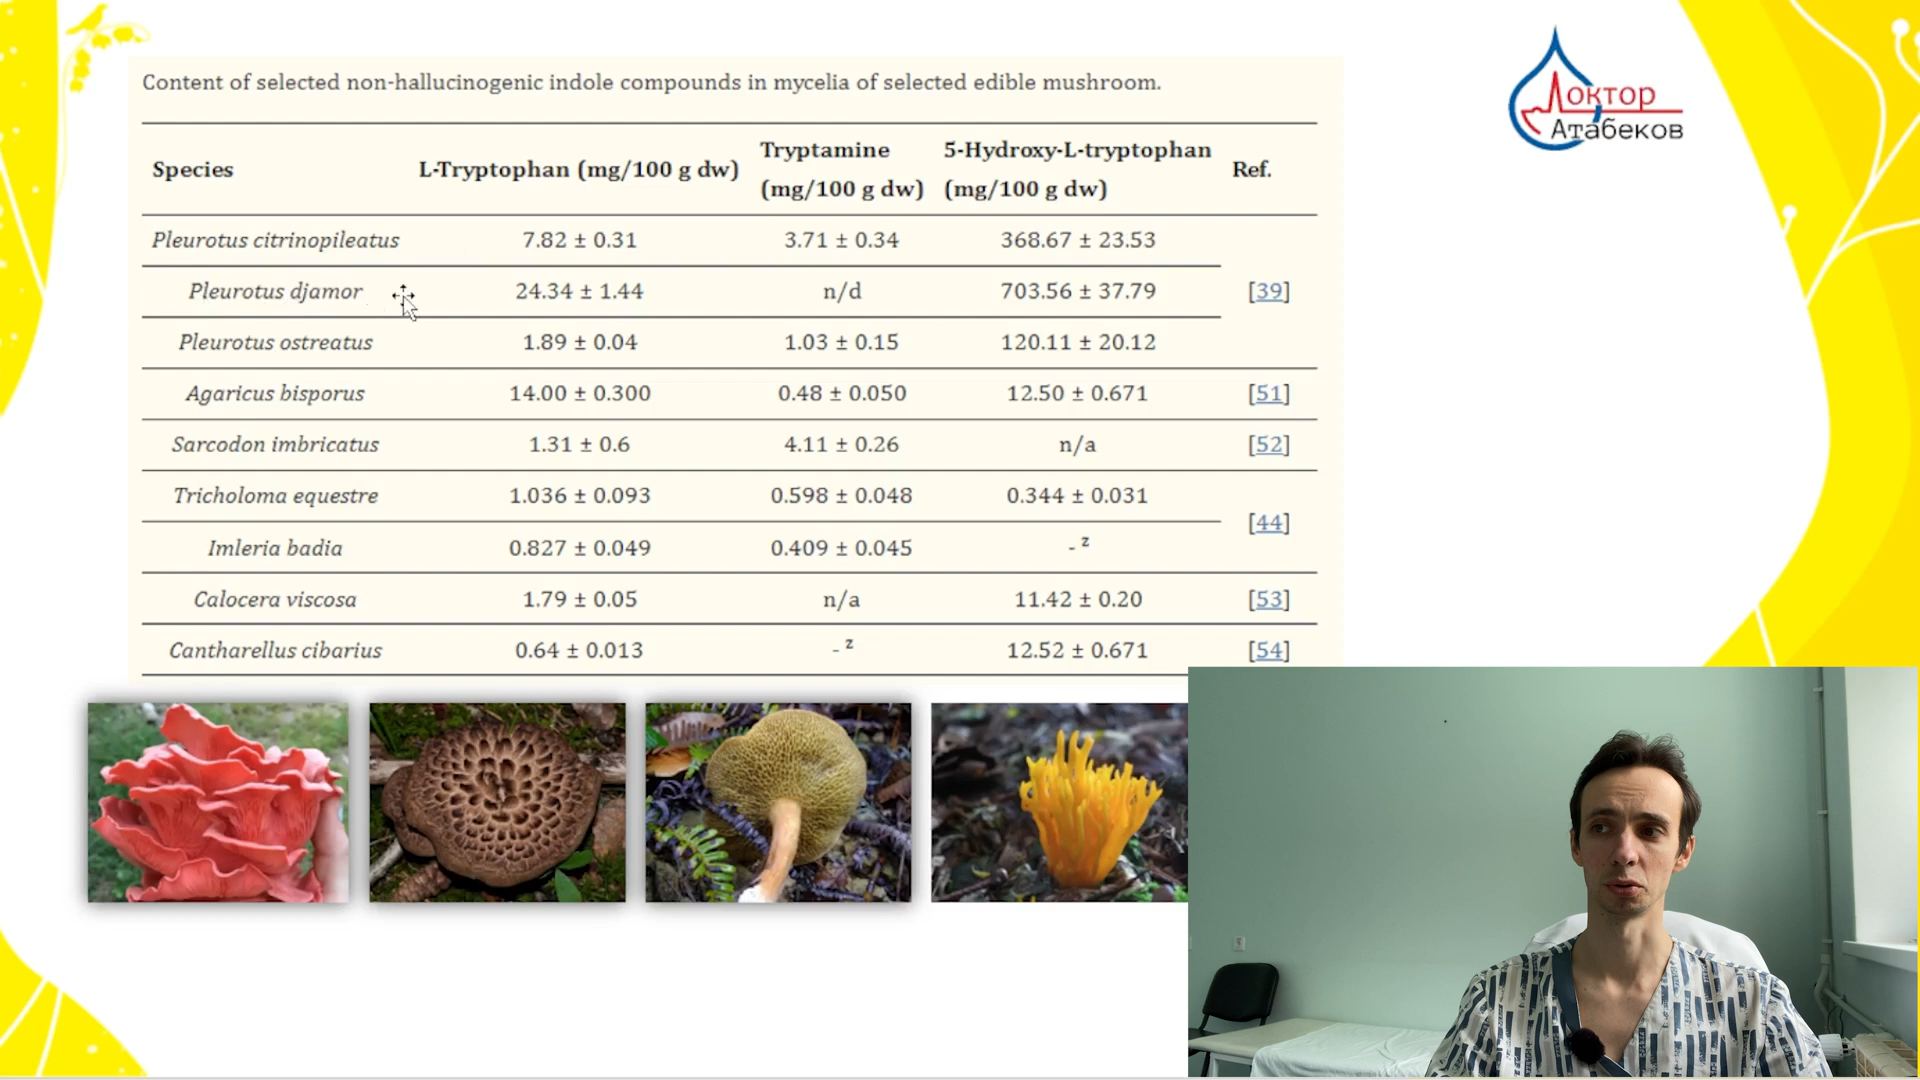 Content of selected non-hallucinogenic indole compounds in mycelia of selected edible mushroom.
Доктор
Атабеков
Species L-Tryptophan (mg/100 g dw) Tryptamine (mg/100 g dw) 5-Hydroxy-L-tryptophan (mg/100 g dw) Ref.
Pleurotus citrinopileatus 7.82 ± 0.31 3.71 ± 0.34 368.67 ± 23.53
Pleurotus djamor 24.34 ± 1.44 n/d 703.56 ± 37.79 [39]
Pleurotus ostreatus 1.89 ± 0.04 1.03 ± 0.15 120.11 ± 20.12
Agaricus bisporus 14.00 ± 0.300 0.48 ± 0.050 12.50 ± 0.671 [51]
Sarcodon imbricatus 1.31 ± 0.6 4.11 ± 0.26 n/a [52]
Tricholoma equestre 1.036 ± 0.093 0.598 ± 0.048 0.344 ± 0.031
[44]
Imleria badia 0.827 ± 0.049 0.409 ± 0.045 - z
Calocera viscosa 1.79 ± 0.05 n/a 11.42 ± 0.20 [53]
Cantharellus cibarius 0.64 ± 0.013 - z 12.52 ± 0.671 [54]